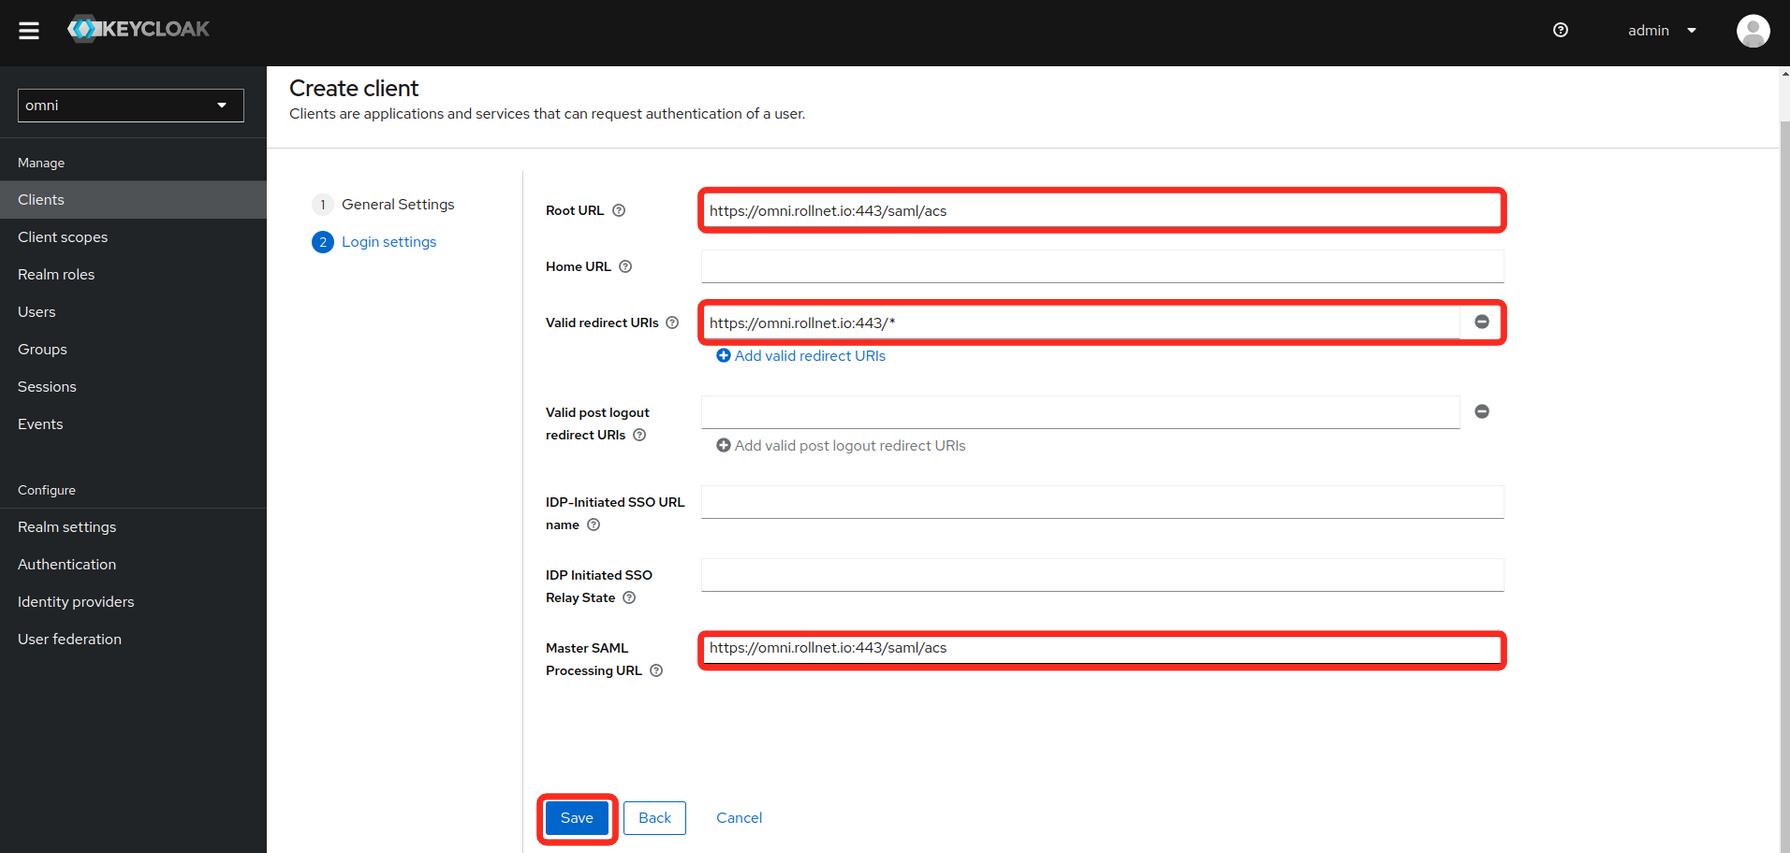 KEYCLOAK
admin
omni
Manage
Clients
Client scopes
Realm roles
Users
Groups
Sessions
Events
Configure
Realm settings
Authentication
Identity providers
User federation
Create client
Clients are applications and services that can request authentication of a user.
1 General Settings
2 Login settings
Root URL
https://omni.rollnet.io:443/saml/acs
Home URL
Valid redirect URIs
https://omni.rollnet.io:443/*
Add valid redirect URIs
Valid post logout
redirect URIs
Add valid post logout redirect URIs
IDP-Initiated SSO URL
name
IDP Initiated SSO
Relay State
Master SAML
Processing URL
https://omni.rollnet.io:443/saml/acs
Save
Back
Cancel